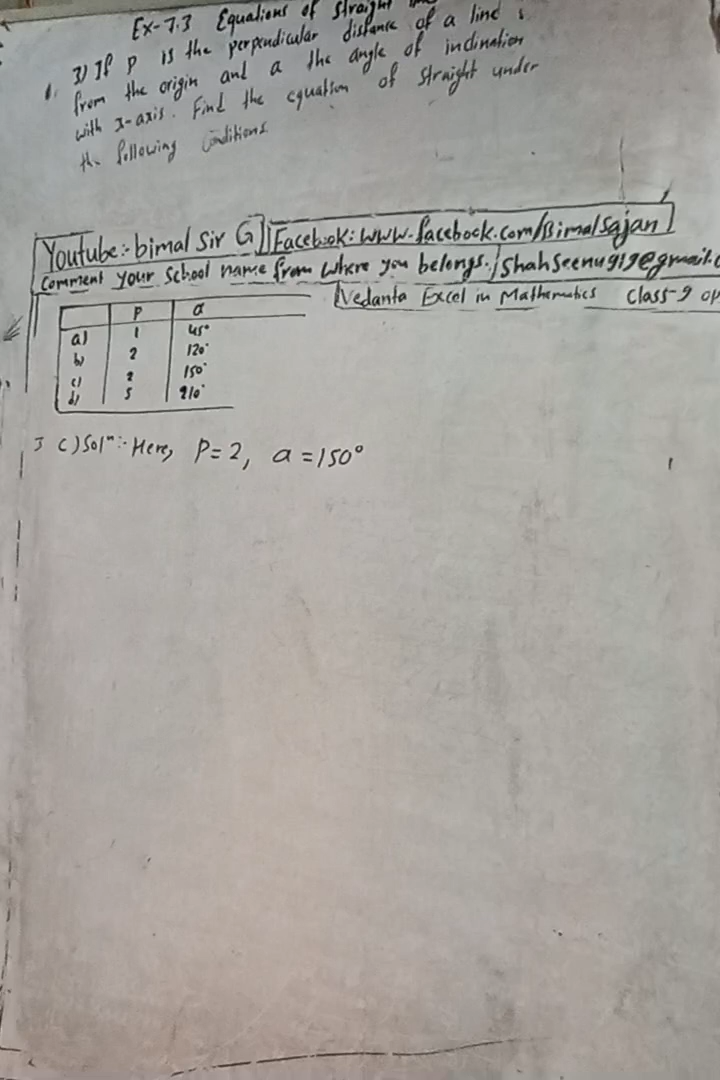 Ex-7.3 Equations of Straight
3) If P is the perpendicular distance of a line
from the origin and a the angle of inclination
with x-axis. Find the equation of straight under
the following conditions.
Youtube:- bimal sir G
Facebook: www.facebook.com/Bimalsajan
Comment your school name from where you belongs. / shahseenu919@gmail.c
Vedanta Excel in Mathematics Class-9 op
P a
a) 1 45°
b) 2 120°
c) 2 150°
d) 5 210°
3 c) Solⁿ:- Here, P=2, a=150°